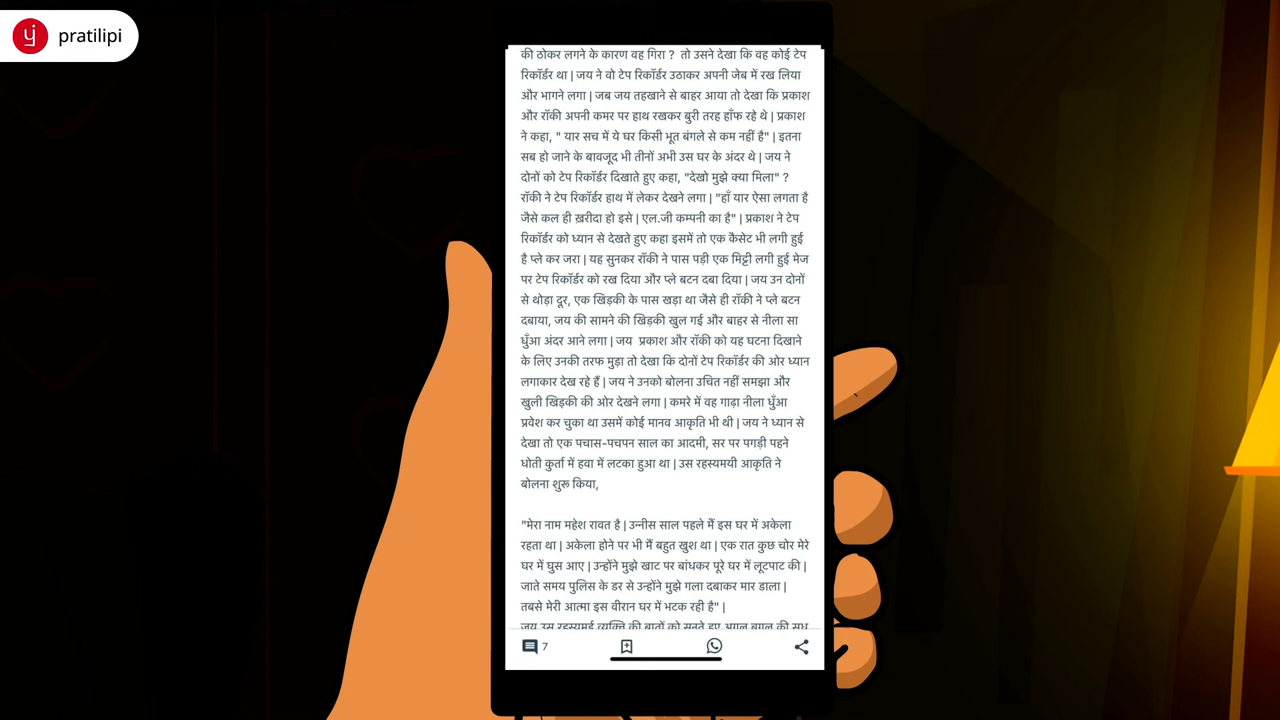 pratilipi
की ठोकर लगने के कारण वह गिरा ? तो उसने देखा कि वह कोई टेप
रिकॉर्डर था | जय ने वो टेप रिकॉर्डर उठाकर अपनी जेब में रख लिया
और भागने लगा | जब जय तहखाने से बाहर आया तो देखा कि प्रकाश
और रॉकी अपनी कमर पर हाथ रखकर बुरी तरह हाँफ रहे थे | प्रकाश
ने कहा, " यार सच में ये घर किसी भूत बंगले से कम नहीं है" | इतना
सब हो जाने के बावजूद भी तीनों अभी उस घर के अंदर थे | जय ने
दोनों को टेप रिकॉर्डर दिखाते हुए कहा, "देखो मुझे क्या मिला" ?
रॉकी ने टेप रिकॉर्डर हाथ में लेकर देखने लगा | "हाँ यार ऐसा लगता है
जैसे कल ही ख़रीदा हो इसे | एल.जी कम्पनी का है" | प्रकाश ने टेप
रिकॉर्डर को ध्यान से देखते हुए कहा इसमें तो एक कैसेट भी लगी हुई
है प्ले कर जरा | यह सुनकर रॉकी ने पास पड़ी एक मिट्टी लगी हुई मेज
पर टेप रिकॉर्डर को रख दिया और प्ले बटन दबा दिया | जय उन दोनों
से थोड़ा दूर, एक खिड़की के पास खड़ा था जैसे ही रॉकी ने प्ले बटन
दबाया, जय की सामने की खिड़की खुल गई और बाहर से नीला सा
धुँआ अंदर आने लगा | जय प्रकाश और रॉकी को यह घटना दिखाने
के लिए उनकी तरफ मुड़ा तो देखा कि दोनों टेप रिकॉर्डर की ओर ध्यान
लगाकार देख रहे हैं | जय ने उनको बोलना उचित नहीं समझा और
खुली खिड़की की ओर देखने लगा | कमरे में वह गाढ़ा नीला धुँआ
प्रवेश कर चुका था उसमें कोई मानव आकृति भी थी | जय ने ध्यान से
देखा तो एक पचास-पचपन साल का आदमी, सर पर पगड़ी पहने
धोती कुर्ता में हवा में लटका हुआ था | उस रहस्यमयी आकृति ने
बोलना शुरू किया,
"मेरा नाम महेश रावत है | उन्नीस साल पहले मैं इस घर में अकेला
रहता था | अकेला होने पर भी मैं बहुत खुश था | एक रात कुछ चोर मेरे
घर में घुस आए | उन्होंने मुझे खाट पर बांधकर पूरे घर में लूटपाट की |
जाते समय पुलिस के डर से उन्होंने मुझे गला दबाकर मार डाला |
तबसे मेरी आत्मा इस वीरान घर में भटक रही है" |
जय उस रहस्यमई व्यक्ति की बातों को सुनते हुए अगल बगल की सुध
7